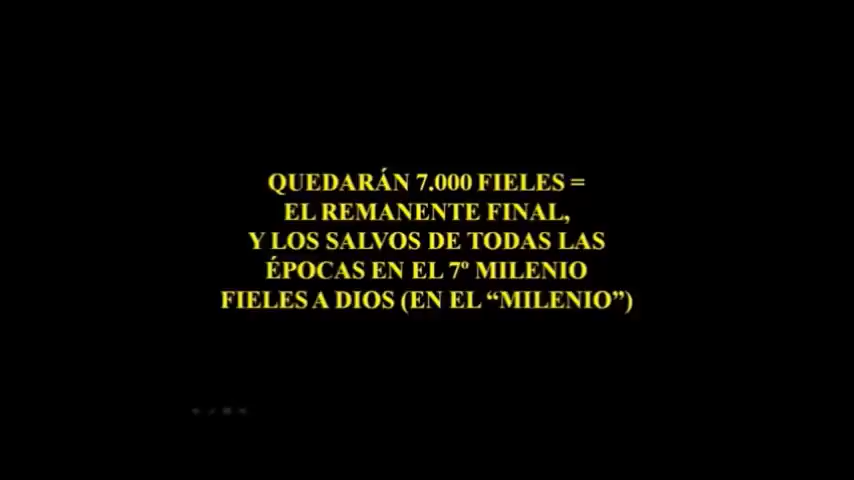 QUEDARÁN 7.000 FIELES =
EL REMANENTE FINAL,
Y LOS SALVOS DE TODAS LAS
ÉPOCAS EN EL 7º MILENIO
FIELES A DIOS (EN EL “MILENIO”)